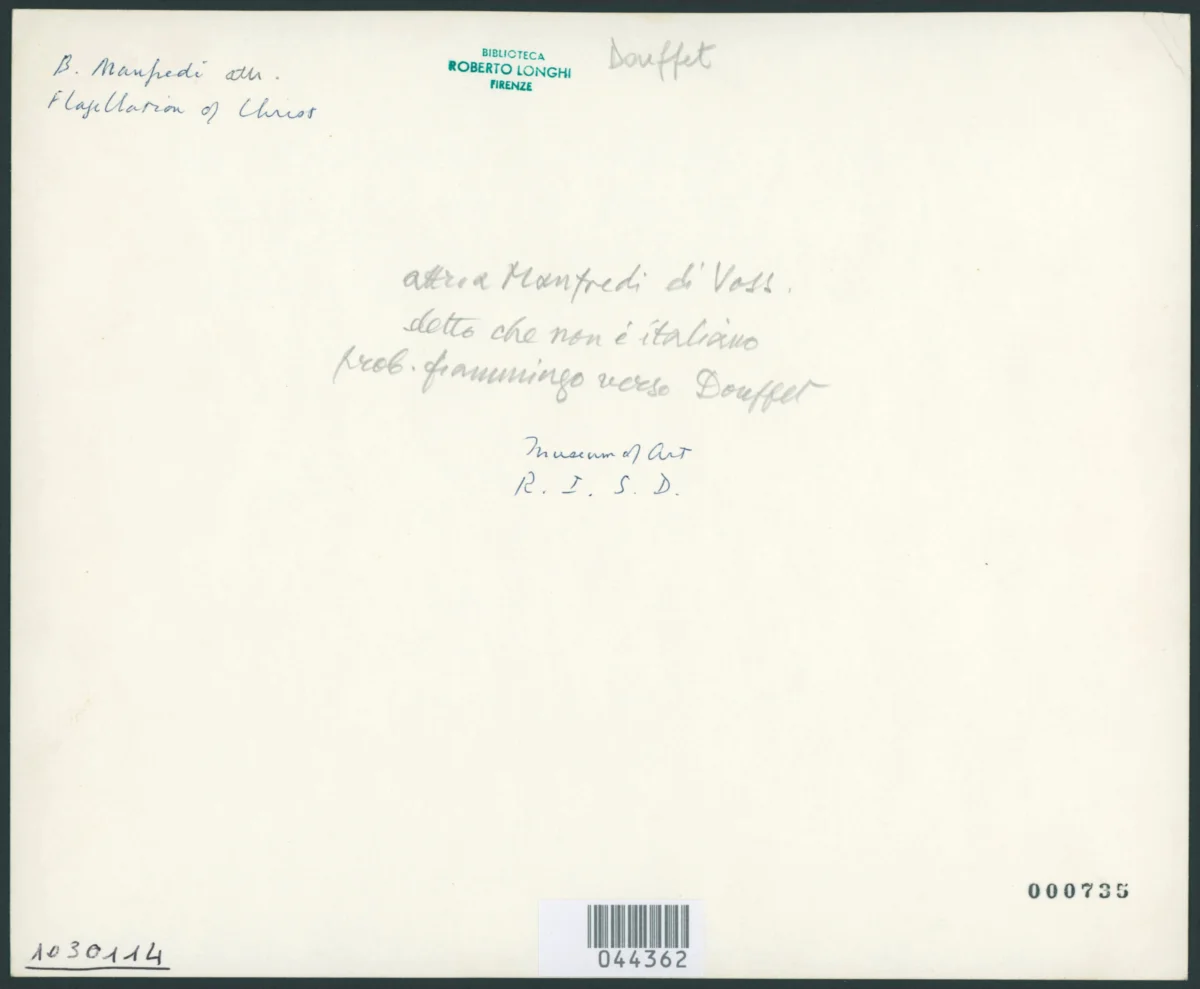 B. Manfredi attr.
Flagellation of Christ
BIBLIOTECA
ROBERTO LONGHI
FIRENZE
Douffet
attr. a Manfredi di Voss.
detto che non è italiano
prob. fiammingo verso Douffet
Museum of Art
R. I. S. D.
000735
1030114
044362